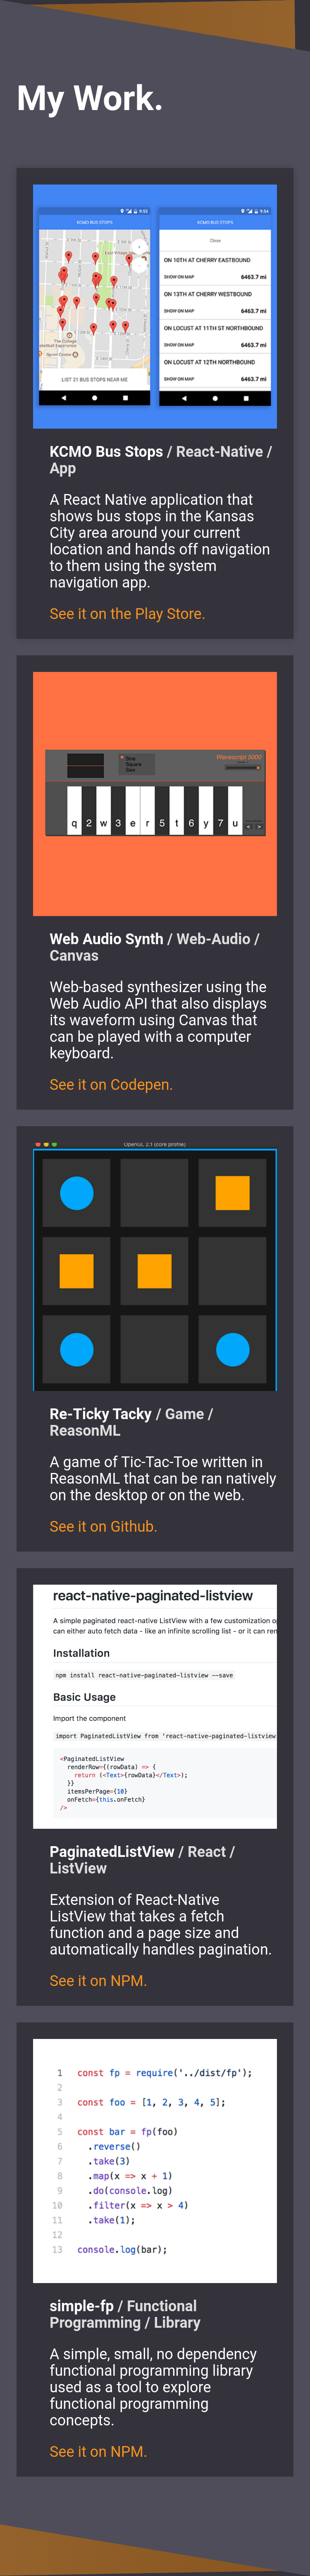 My Work.
9:53
KCMO BUS STOPS
LIST 21 BUS STOPS NEAR ME
9:54
KCMO BUS STOPS
Close
ON 10TH AT CHERRY EASTBOUND
SHOW ON MAP 6463.7 mi
ON 13TH AT CHERRY WESTBOUND
SHOW ON MAP 6463.7 mi
ON LOCUST AT 11TH ST NORTHBOUND
SHOW ON MAP 6463.7 mi
ON LOCUST AT 12TH NORTHBOUND
SHOW ON MAP 6463.7 mi
KCMO Bus Stops / React-Native /
App
A React Native application that
shows bus stops in the Kansas
City area around your current
location and hands off navigation
to them using the system
navigation app.
See it on the Play Store.
Wavescript 5000
Sine
Square
Saw
q 2 w 3 e r 5 t 6 y 7 u
< >
Web Audio Synth / Web-Audio /
Canvas
Web-based synthesizer using the
Web Audio API that also displays
its waveform using Canvas that
can be played with a computer
keyboard.
See it on Codepen.
OpenGL 2.1 (core profile)
Re-Ticky Tacky / Game /
ReasonML
A game of Tic-Tac-Toe written in
ReasonML that can be ran natively
on the desktop or on the web.
See it on Github.
react-native-paginated-listview
A simple paginated react-native ListView with a few customization o
can either auto fetch data - like an infinite scrolling list - or it can ren
Installation
npm install react-native-paginated-listview --save
Basic Usage
Import the component
import PaginatedListView from 'react-native-paginated-listview
<PaginatedListView
renderRow={(rowData) => {
return (<Text>{rowData}</Text>);
}}
itemsPerPage={10}
onFetch={this.onFetch}
/>
PaginatedListView / React /
ListView
Extension of React-Native
ListView that takes a fetch
function and a page size and
automatically handles pagination.
See it on NPM.
1 const fp = require('../dist/fp');
2
3 const foo = [1, 2, 3, 4, 5];
4
5 const bar = fp(foo)
6 .reverse()
7 .take(3)
8 .map(x => x + 1)
9 .do(console.log)
10 .filter(x => x > 4)
11 .take(1);
12
13 console.log(bar);
simple-fp / Functional
Programming / Library
A simple, small, no dependency
functional programming library
used as a tool to explore
functional programming
concepts.
See it on NPM.